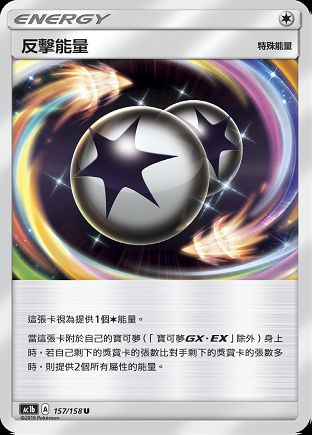 ENERGY
反擊能量
特殊能量
這張卡視為提供1個✷能量。
當這張卡附於自己的寶可夢(「寶可夢GX・EX」除外)身上
時,若自己剩下的獎賞卡的張數比對手剩下的獎賞卡的張數多
時,則提供2個所有屬性的能量。
AC1b A 157/158 U
©2019 Pokémon